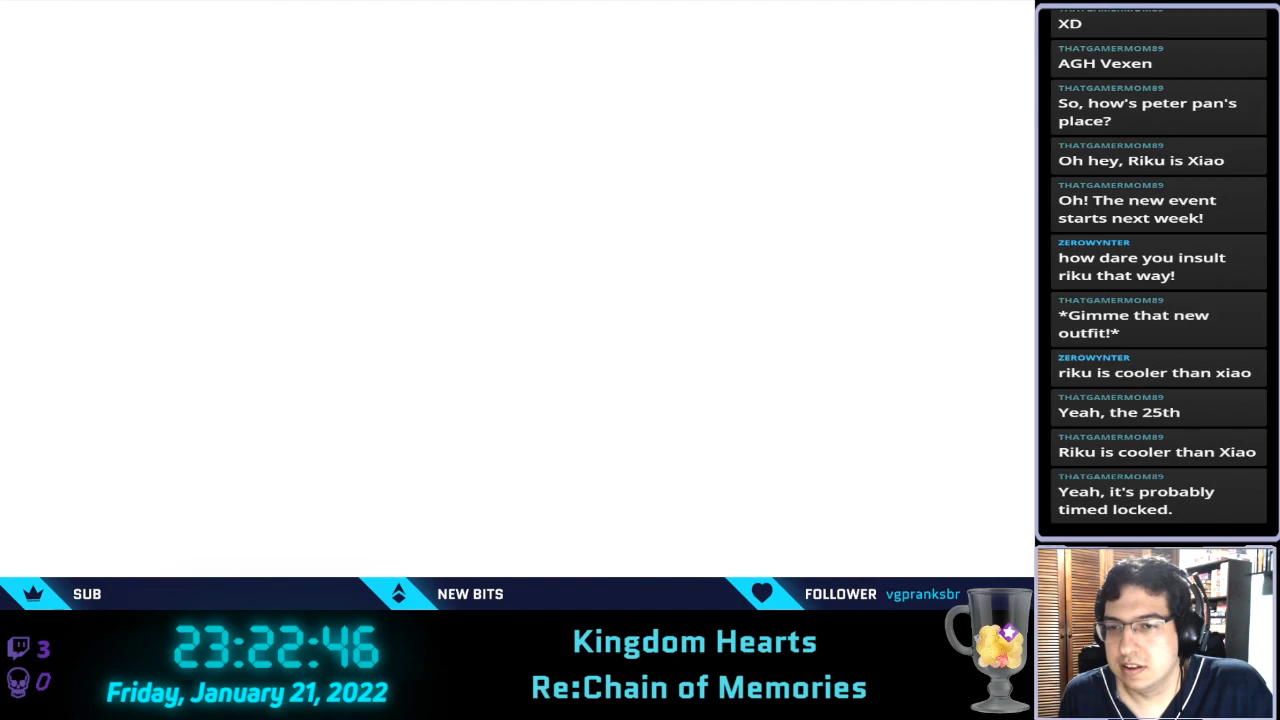 XD
THATGAMERMOM89
AGH Vexen
THATGAMERMOM89
So, how's peter pan's
place?
THATGAMERMOM89
Oh hey, Riku is Xiao
THATGAMERMOM89
Oh! The new event
starts next week!
ZEROWYNTER
how dare you insult
riku that way!
THATGAMERMOM89
*Gimme that new
outfit!*
ZEROWYNTER
riku is cooler than xiao
THATGAMERMOM89
Yeah, the 25th
THATGAMERMOM89
Riku is cooler than Xiao
THATGAMERMOM89
Yeah, it's probably
timed locked.
SUB
NEW BITS
FOLLOWER vgpranksbr
3
0
23:22:46
Friday, January 21, 2022
Kingdom Hearts
Re:Chain of Memories